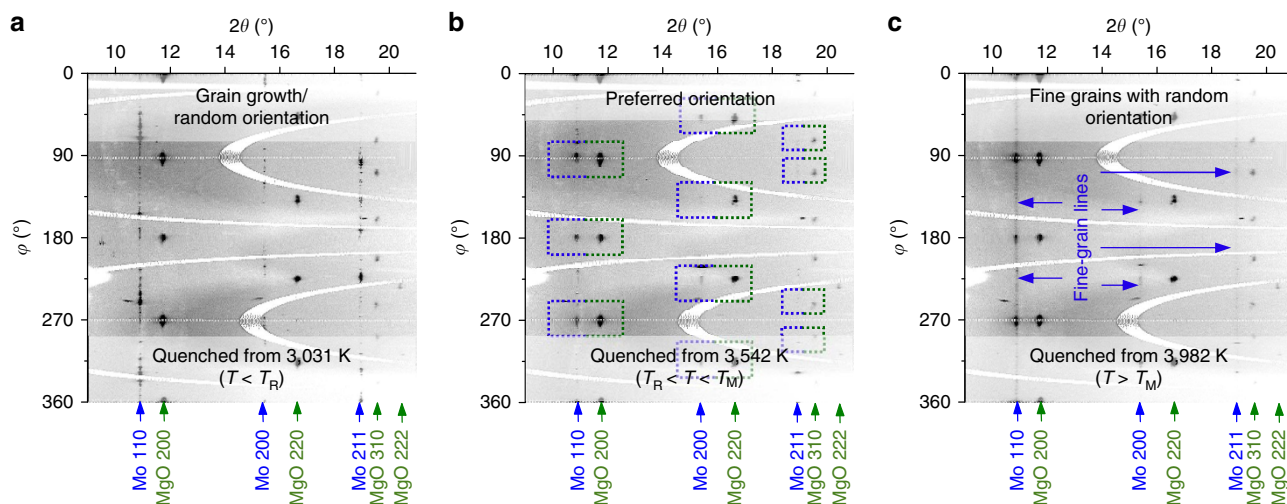 a
2θ (°)
10 12 14 16 18 20
0
90
180
270
360
φ (°)
Grain growth/
random orientation
Quenched from 3,031 K
(T < TR)
Mo 110
MgO 200
Mo 200
MgO 220
Mo 211
MgO 310
MgO 222
b
2θ (°)
10 12 14 16 18 20
Preferred orientation
Quenched from 3,542 K
(TR < T < TM)
Mo 110
MgO 200
Mo 200
MgO 220
Mo 211
MgO 310
MgO 222
c
2θ (°)
10 12 14 16 18 20
0
90
180
270
360
φ (°)
Fine grains with random
orientation
Fine-grain lines
Quenched from 3,982 K
(T > TM)
Mo 110
MgO 200
Mo 200
MgO 220
Mo 211
MgO 310
MgO 222